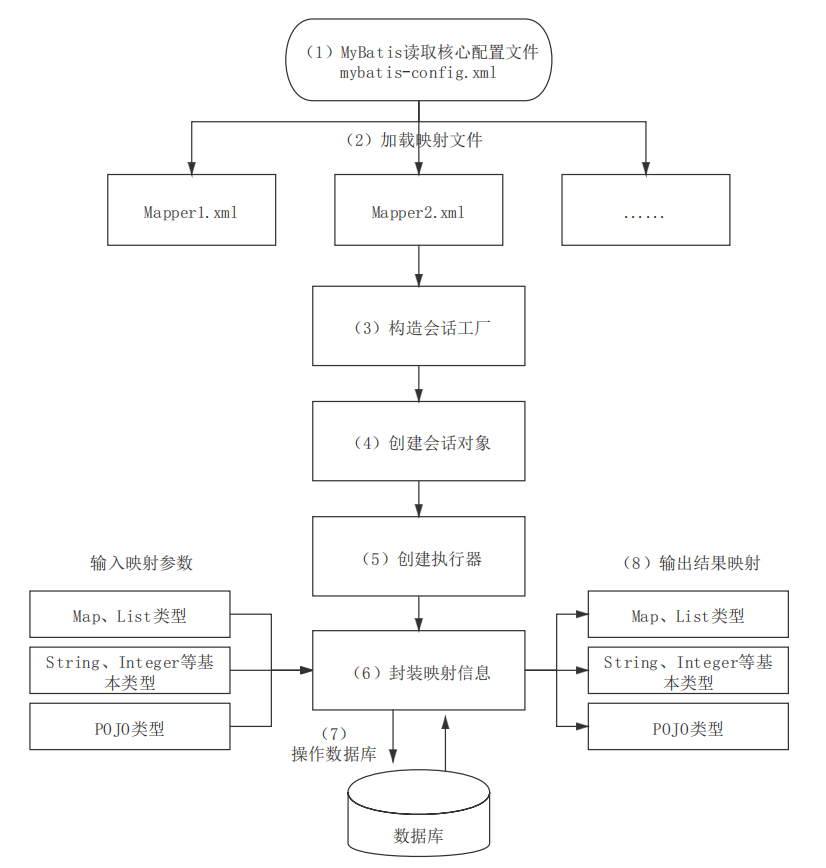 （1）MyBatis读取核心配置文件
mybatis-config.xml
（2）加载映射文件
Mapper1.xml
Mapper2.xml
......
（3）构造会话工厂
（4）创建会话对象
（5）创建执行器
输入映射参数
（8）输出结果映射
Map、List类型
String、Integer等基
本类型
POJO类型
（6）封装映射信息
Map、List类型
String、Integer等基
本类型
POJO类型
（7）
操作数据库
数据库